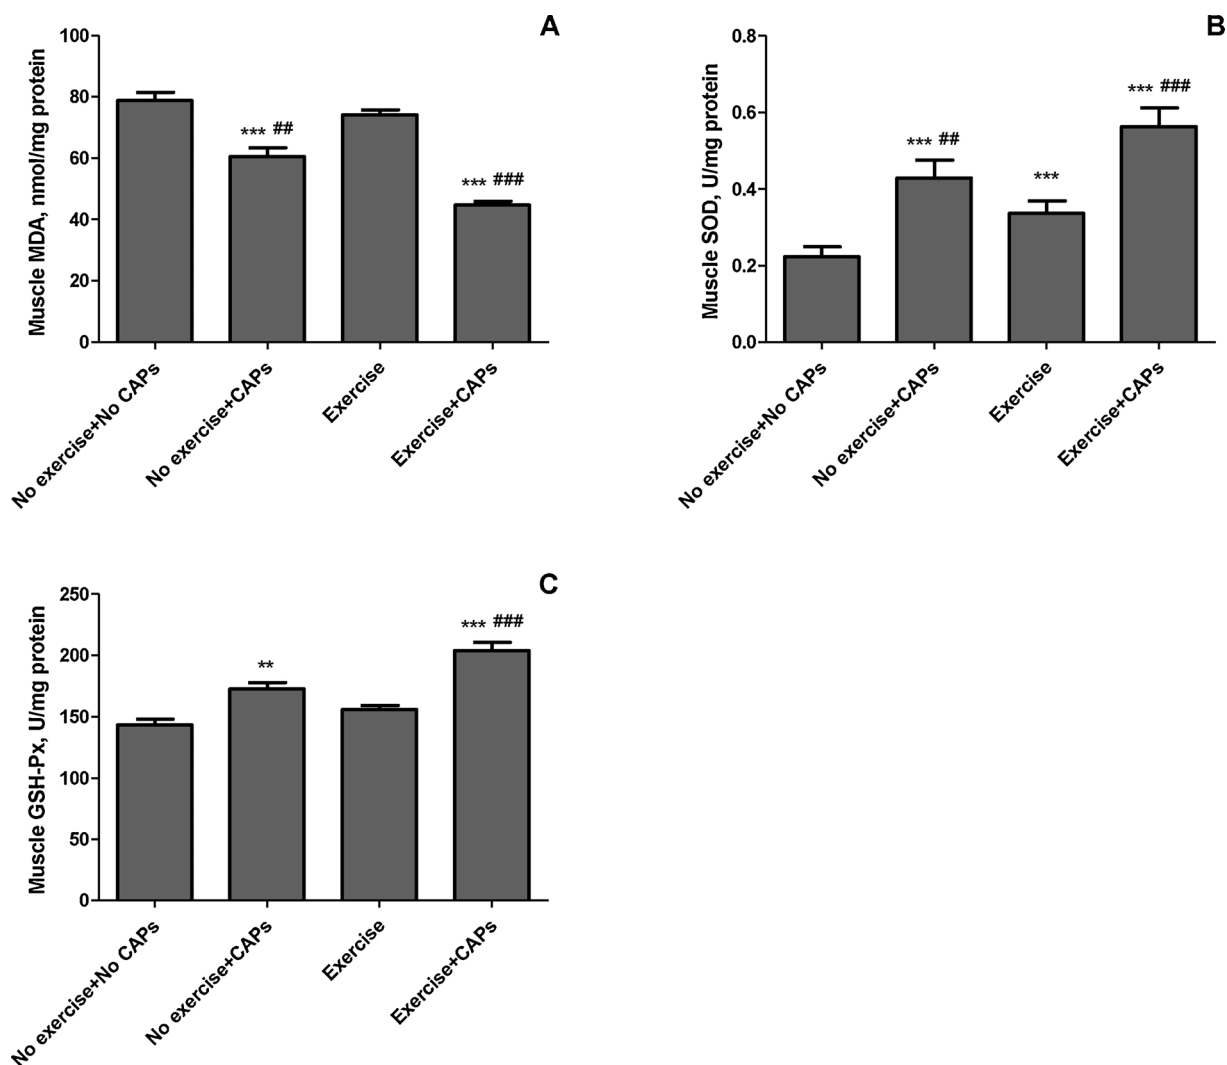 A
Muscle MDA, nmol/mg protein
100
80
60
40
20
0
*** ##
*** ###
No exercise+No CAPs
No exercise+CAPs
Exercise
Exercise+CAPs
B
Muscle SOD, U/mg protein
0.8
0.6
0.4
0.2
0.0
*** ##
***
*** ###
No exercise+No CAPs
No exercise+CAPs
Exercise
Exercise+CAPs
C
Muscle GSH-Px, U/mg protein
250
200
150
100
50
0
**
*** ###
No exercise+No CAPs
No exercise+CAPs
Exercise
Exercise+CAPs